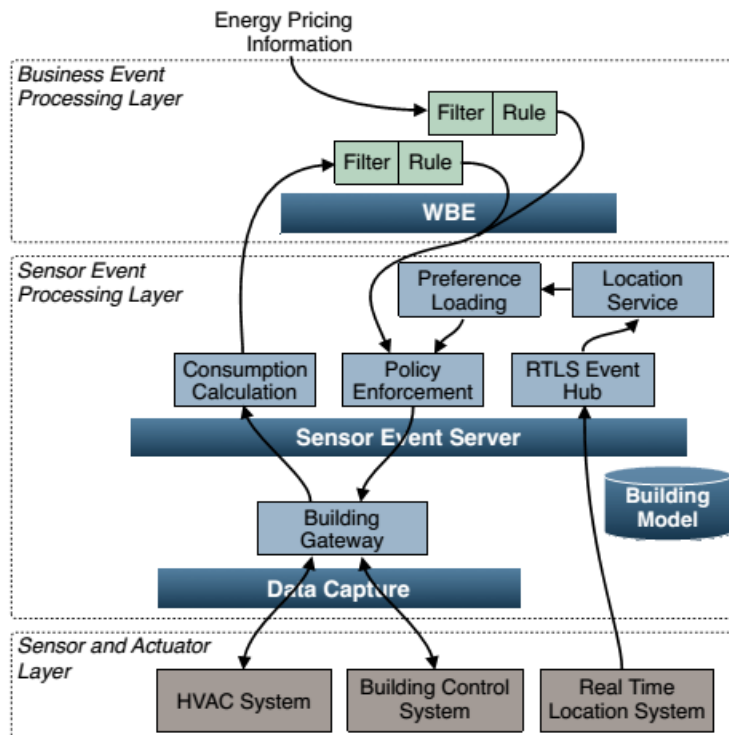 Energy Pricing
Information
Business Event
Processing Layer
Filter Rule
Filter Rule
WBE
Sensor Event
Processing Layer
Preference
Loading
Location
Service
Consumption
Calculation
Policy
Enforcement
RTLS Event
Hub
Sensor Event Server
Building
Model
Building
Gateway
Data Capture
Sensor and Actuator
Layer
HVAC System
Building Control
System
Real Time
Location System